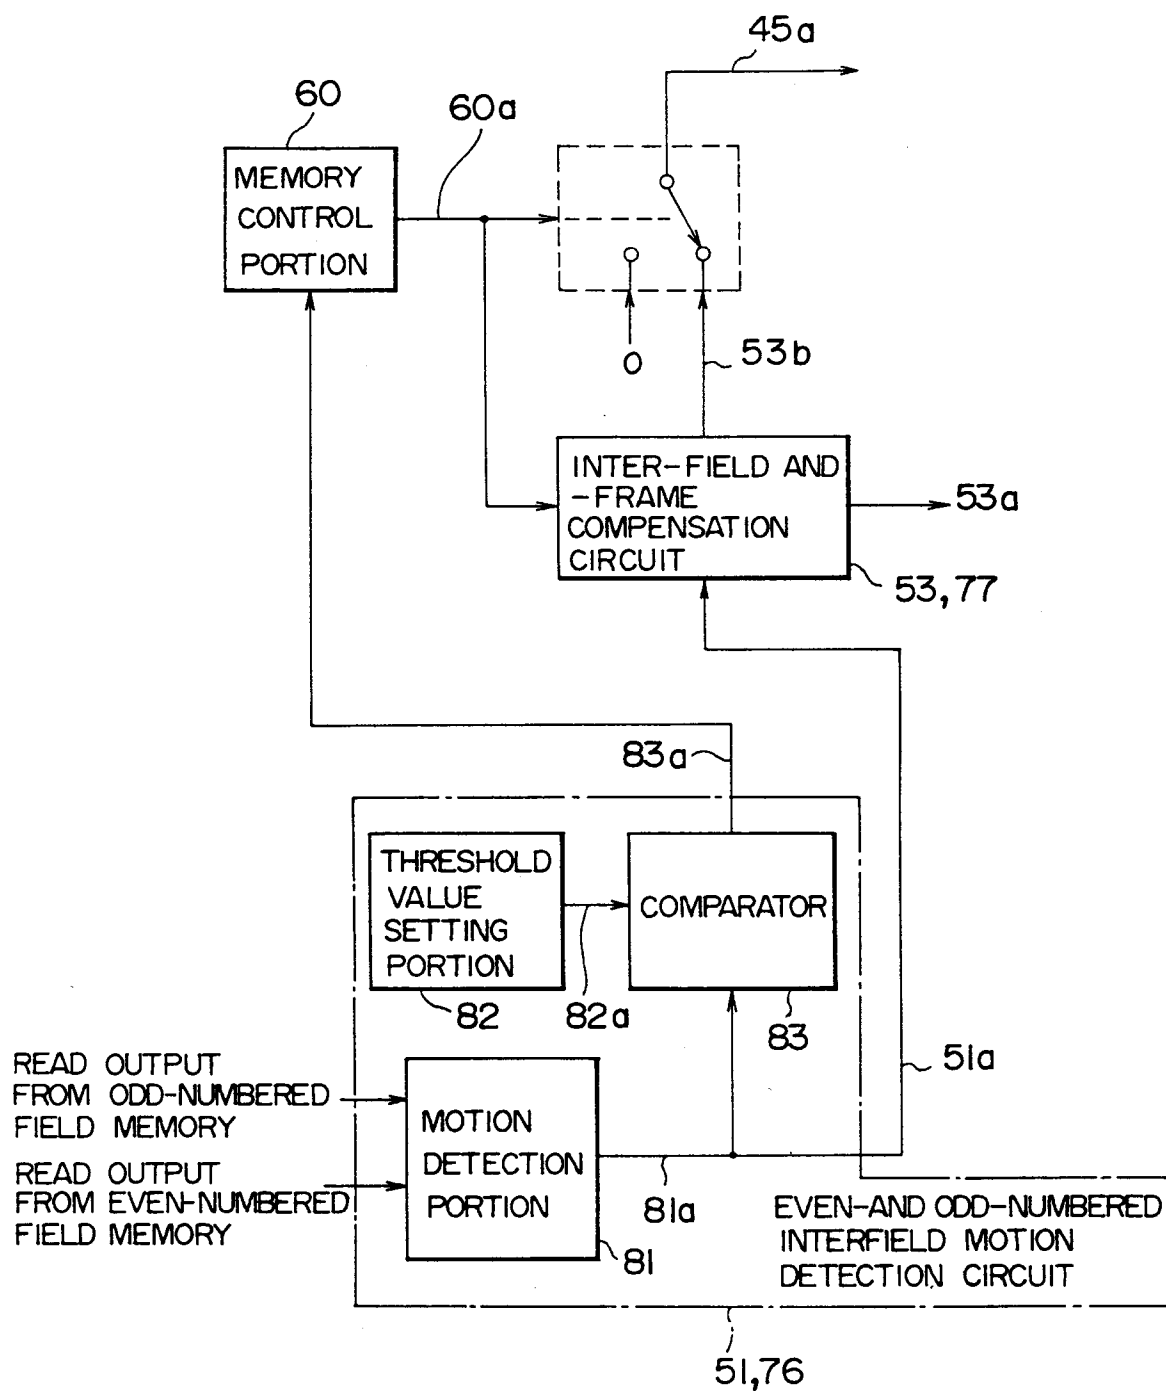 45a
60
60a
MEMORY
CONTROL
PORTION
0
53b
INTER-FIELD AND
-FRAME
COMPENSATION
CIRCUIT
53a
53,77
83a
THRESHOLD
VALUE
SETTING
PORTION
COMPARATOR
82
82a
83
51a
READ OUTPUT
FROM ODD-NUMBERED
FIELD MEMORY
READ OUTPUT
FROM EVEN-NUMBERED
FIELD MEMORY
MOTION
DETECTION
PORTION
81a
81
EVEN-AND ODD-NUMBERED
INTERFIELD MOTION
DETECTION CIRCUIT
51,76